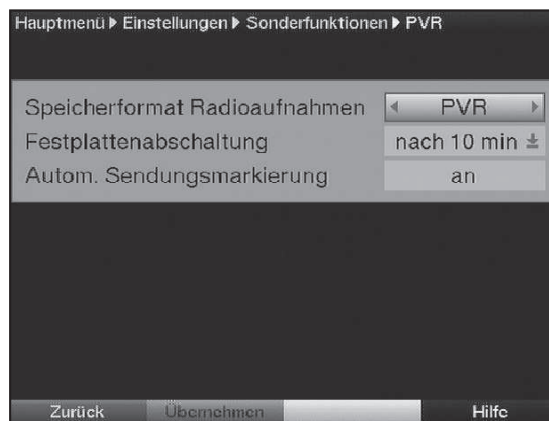 Hauptmenü ▶ Einstellungen ▶ Sonderfunktionen ▶ PVR
Speicherformat Radioaufnahmen PVR
Festplattenabschaltung nach 10 min
Autom. Sendungsmarkierung an
Zurück Übernehmen Hilfe